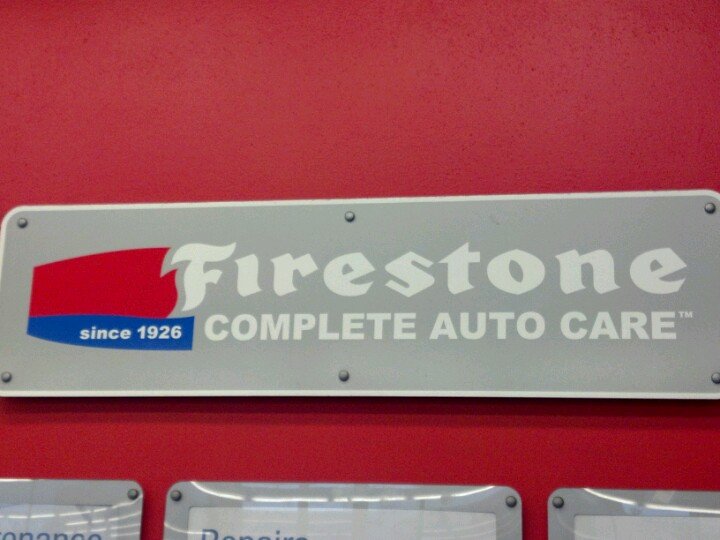 Firestone
since 1926 COMPLETE AUTO CARE™
Repairs